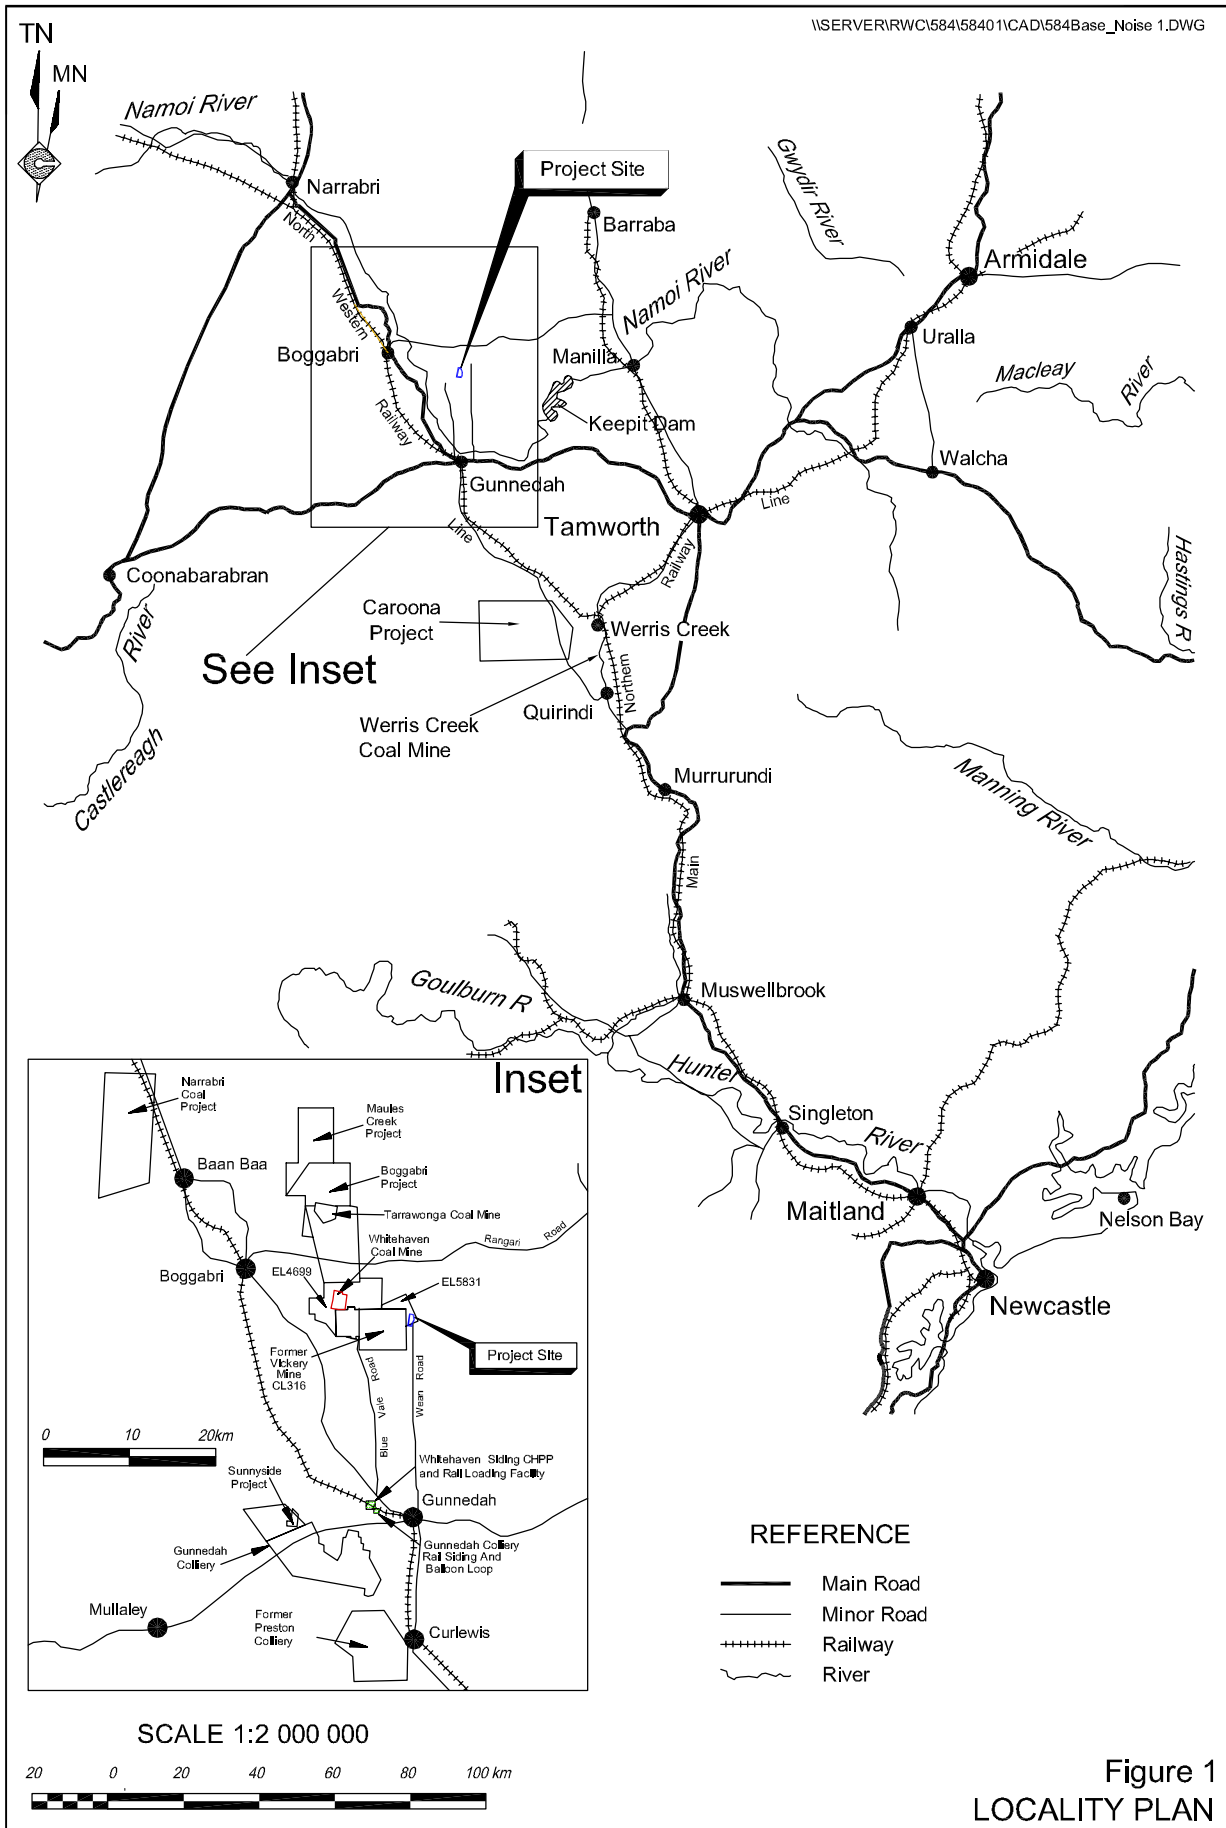 \\SERVER\RWC\584\58401\CAD\584Base_Noise 1.DWG
TN
MN
Namoi River
Project Site
Gwydir River
Narrabri
Barraba
North
Armidale
Namoi River
Western
Uralla
Boggabri
Manilla
Macleay
River
Railway
Keepit Dam
Walcha
Gunnedah
Line
Line
Tamworth
Railway
Hastings R
Coonabarabran
River
Caroona
Project
Werris Creek
See Inset
Northern
Quirindi
Werris Creek
Coal Mine
Castlereagh
Murrurundi
Manning River
Main
Goulburn R
Muswellbrook
Hunter
Singleton
River
Maitland
Nelson Bay
Newcastle
Inset
Narrabri
Coal
Project
Maules
Creek
Project
Baan Baa
Boggabri
Project
Tarrawonga Coal Mine
Whitehaven
Coal Mine
Rangari
Road
Boggabri
EL4699
EL5831
Former
Vickery
Mine
CL316
Project Site
Blue Vale Road
Wean Road
0 10 20km
Whitehaven Siding CHPP
and Rail Loading Facility
Sunnyside
Project
Gunnedah
Gunnedah
Colliery
Gunnedah Colliery
Rail Siding And
Balloon Loop
Mullaley
Former
Preston
Colliery
Curlewis
REFERENCE
Main Road
Minor Road
Railway
River
SCALE 1:2 000 000
20 0 20 40 60 80 100 km
Figure 1
LOCALITY PLAN